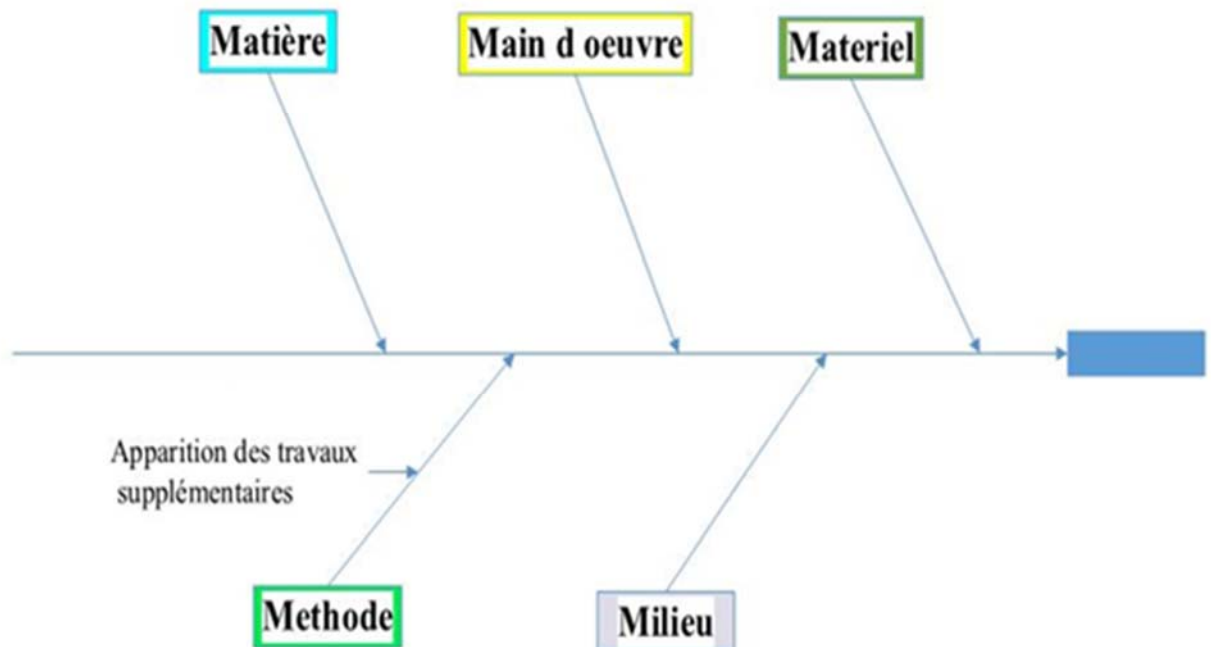 Matière
Main d oeuvre
Materiel
Apparition des travaux
supplémentaires
Methode
Milieu